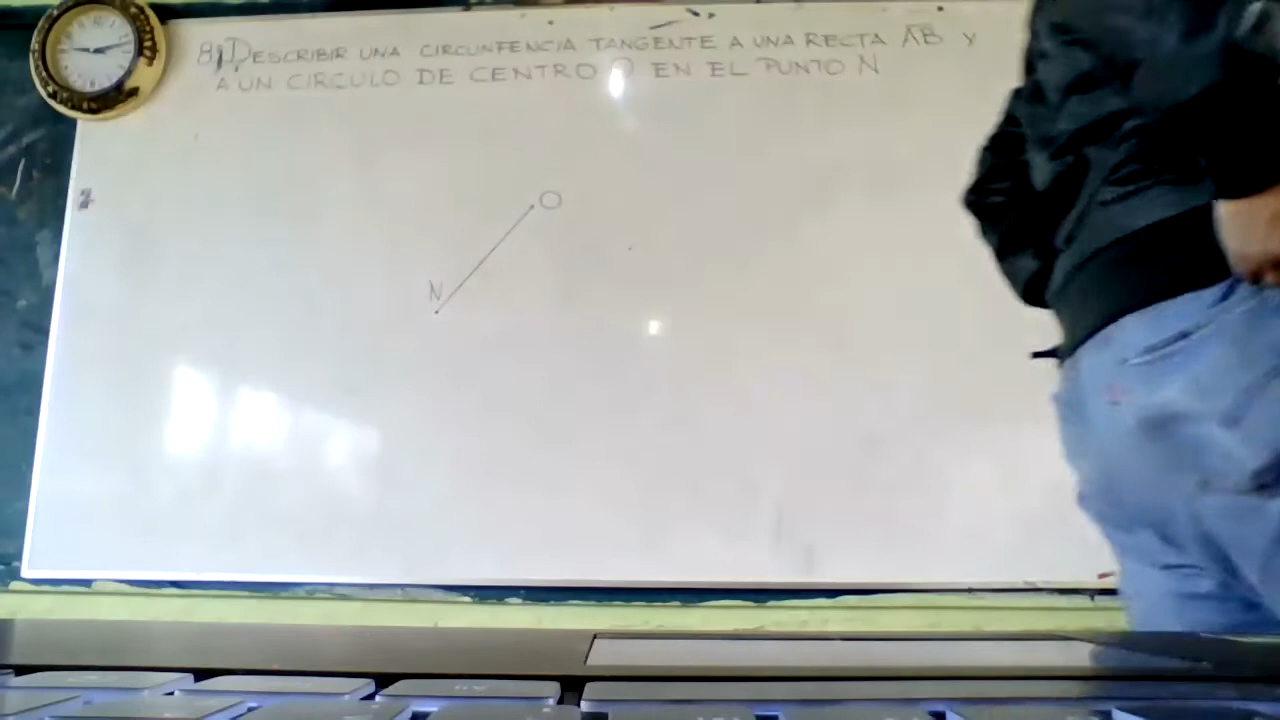 8) DESCRIBIR UNA CIRCUNFENCIA TANGENTE A UNA RECTA AB Y
A UN CIRCULO DE CENTRO O EN EL PUNTO N
O
N